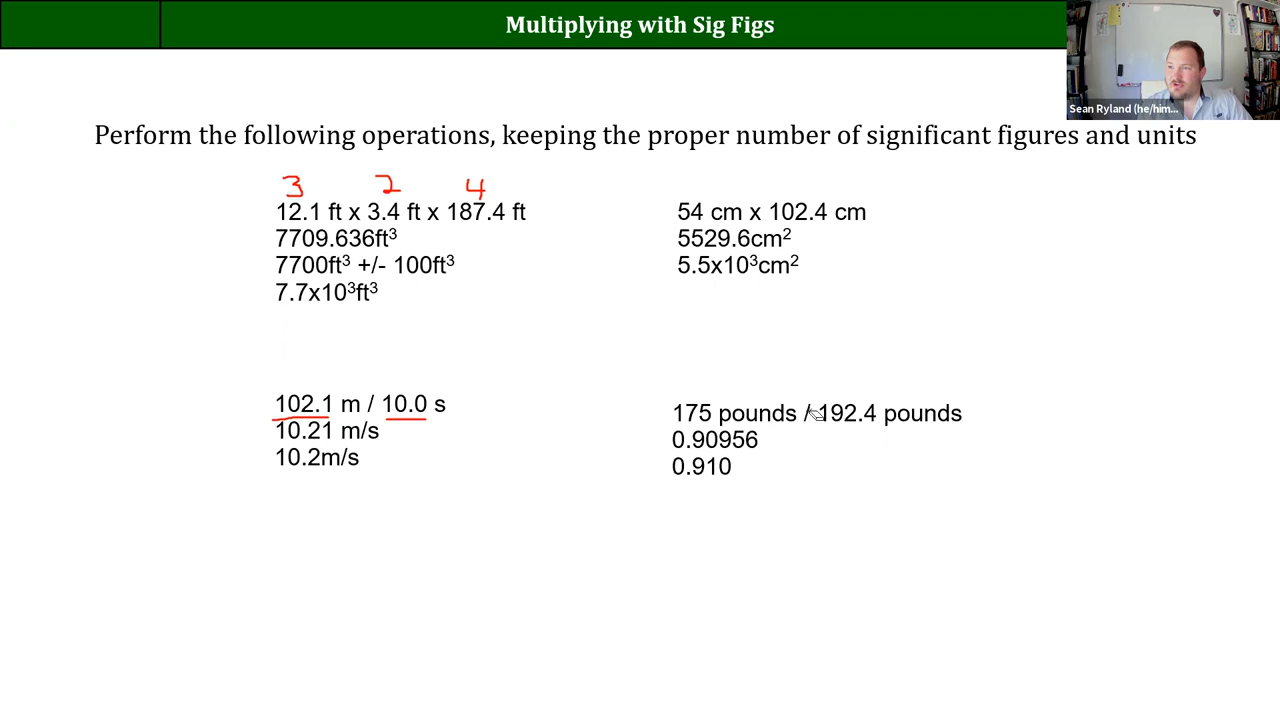 Multiplying with Sig Figs
Sean Ryland (he/him...
Perform the following operations, keeping the proper number of significant figures and units
3 2 4
12.1 ft x 3.4 ft x 187.4 ft
7709.636ft³
7700ft³ +/- 100ft³
7.7x10³ft³
54 cm x 102.4 cm
5529.6cm²
5.5x10³cm²
102.1 m / 10.0 s
10.21 m/s
10.2m/s
175 pounds / 192.4 pounds
0.90956
0.910